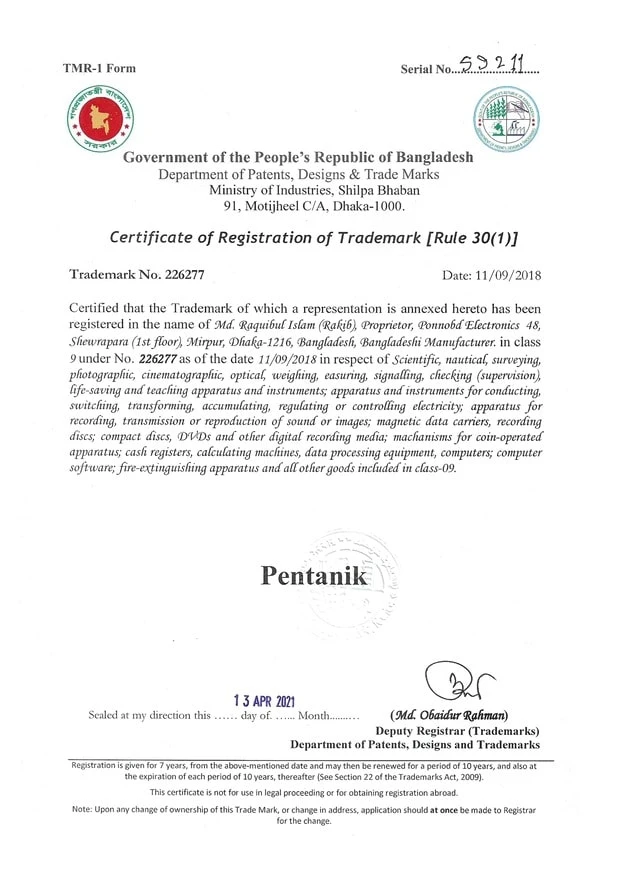 TMR-1 Form
Serial No...59211.....
গণপ্রজাতন্ত্রী বাংলাদেশ
সরকার
Government of the People's Republic of Bangladesh
Department of Patents, Designs & Trade Marks
Ministry of Industries, Shilpa Bhaban
91, Motijheel C/A, Dhaka-1000.
Certificate of Registration of Trademark [Rule 30(1)]
Trademark No. 226277
Date: 11/09/2018
Certified that the Trademark of which a representation is annexed hereto has been
registered in the name of Md. Raquibul Islam (Rakib), Proprietor, Ponnobd Electronics 48,
Shewrapara (1st floor), Mirpur, Dhaka-1216, Bangladesh, Bangladeshi Manufacturer. in class
9 under No. 226277 as of the date 11/09/2018 in respect of Scientific, nautical, surveying,
photographic, cinematographic, optical, weighing, easuring, signalling, checking (supervision),
life-saving and teaching apparatus and instruments; apparatus and instruments for conducting,
switching, transforming, accumulating, regulating or controlling electricity; apparatus for
recording, transmission or reproduction of sound or images; magnetic data carriers, recording
discs; compact discs, DVDs and other digital recording media; machanisms for coin-operated
apparatus; cash registers, calculating machines, data processing equipment, computers; computer
software; fire-extinguishing apparatus and all other goods included in class-09.
Pentanik
13 APR 2021
Sealed at my direction this ...... day of. ...... Month.........
(Md. Obaidur Rahman)
Deputy Registrar (Trademarks)
Department of Patents, Designs and Trademarks
Registration is given for 7 years, from the above-mentioned date and may then be renewed for a period of 10 years, and also at
the expiration of each period of 10 years, thereafter (See Section 22 of the Trademarks Act, 2009).
This certificate is not for use in legal proceeding or for obtaining registration abroad.
Note: Upon any change of ownership of this Trade Mark, or change in address, application should at once be made to Registrar
for the change.